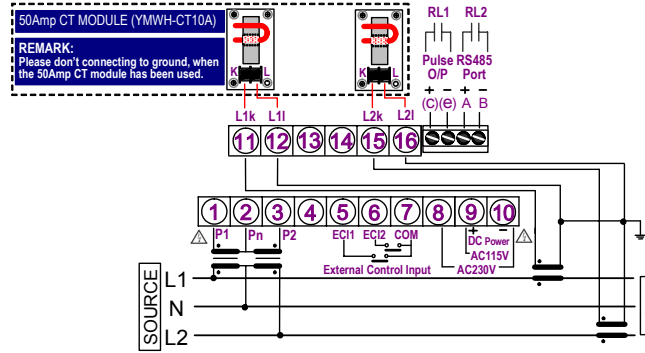 50Amp CT MODULE (YMWH-CT10A)
REMARK:
Please don't connecting to ground, when
the 50Amp CT module has been used.
K L
K L
L1k L1l
L2k L2l
RL1 RL2
Pulse RS485
O/P Port
+ − + −
(C)(e) A B
11 12 13 14 15 16
1 2 3 4 5 6 7 8 9 10
P1 Pn P2 ECI1 ECI2 COM + −
DC Power
AC115V
AC230V
External Control Input
SOURCE
L1
N
L2